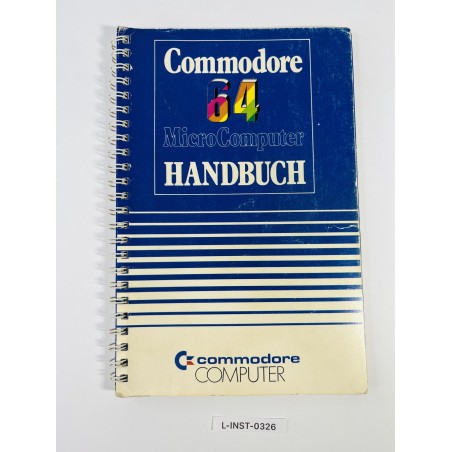 Commodore
64
MicroComputer
HANDBUCH
commodore
COMPUTER
L-INST-0326